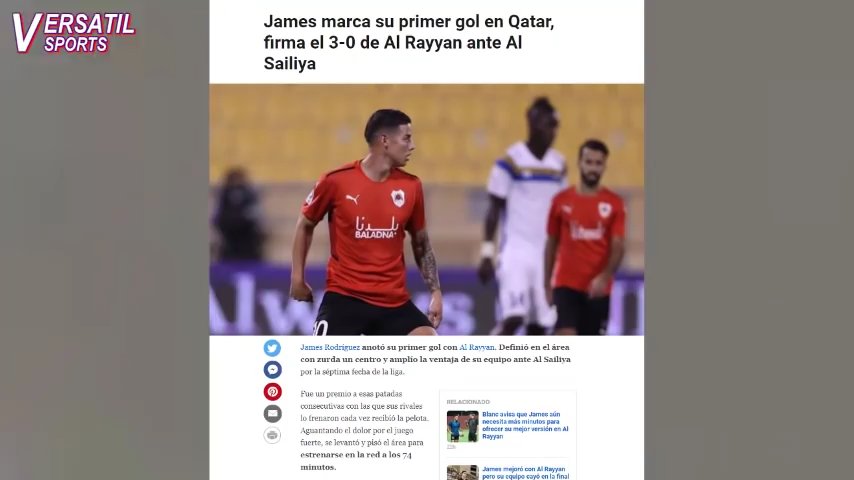 VERSATIL
SPORTS
James marca su primer gol en Qatar,
firma el 3-0 de Al Rayyan ante Al
Sailiya
بلدنا
BALADNA
James Rodríguez anotó su primer gol con Al Rayyan. Definió en el área
con zurda un centro y amplío la ventaja de su equipo ante Al Sailiya
por la séptima fecha de la liga.
Fue un premio a esas patadas
consecutivas con las que sus rivales
lo frenaron cada vez recibió la pelota.
Aguantando el dolor por el juego
fuerte, se levantó y pisó el área para
estrenarse en la red a los 74
minutos.
RELACIONADO
Blanc avisa que James aún
necesita más minutos para
ofrecer su mejor versión en Al
Rayyan
James mejoró con Al Rayyan
pero su equipo cayó en la final